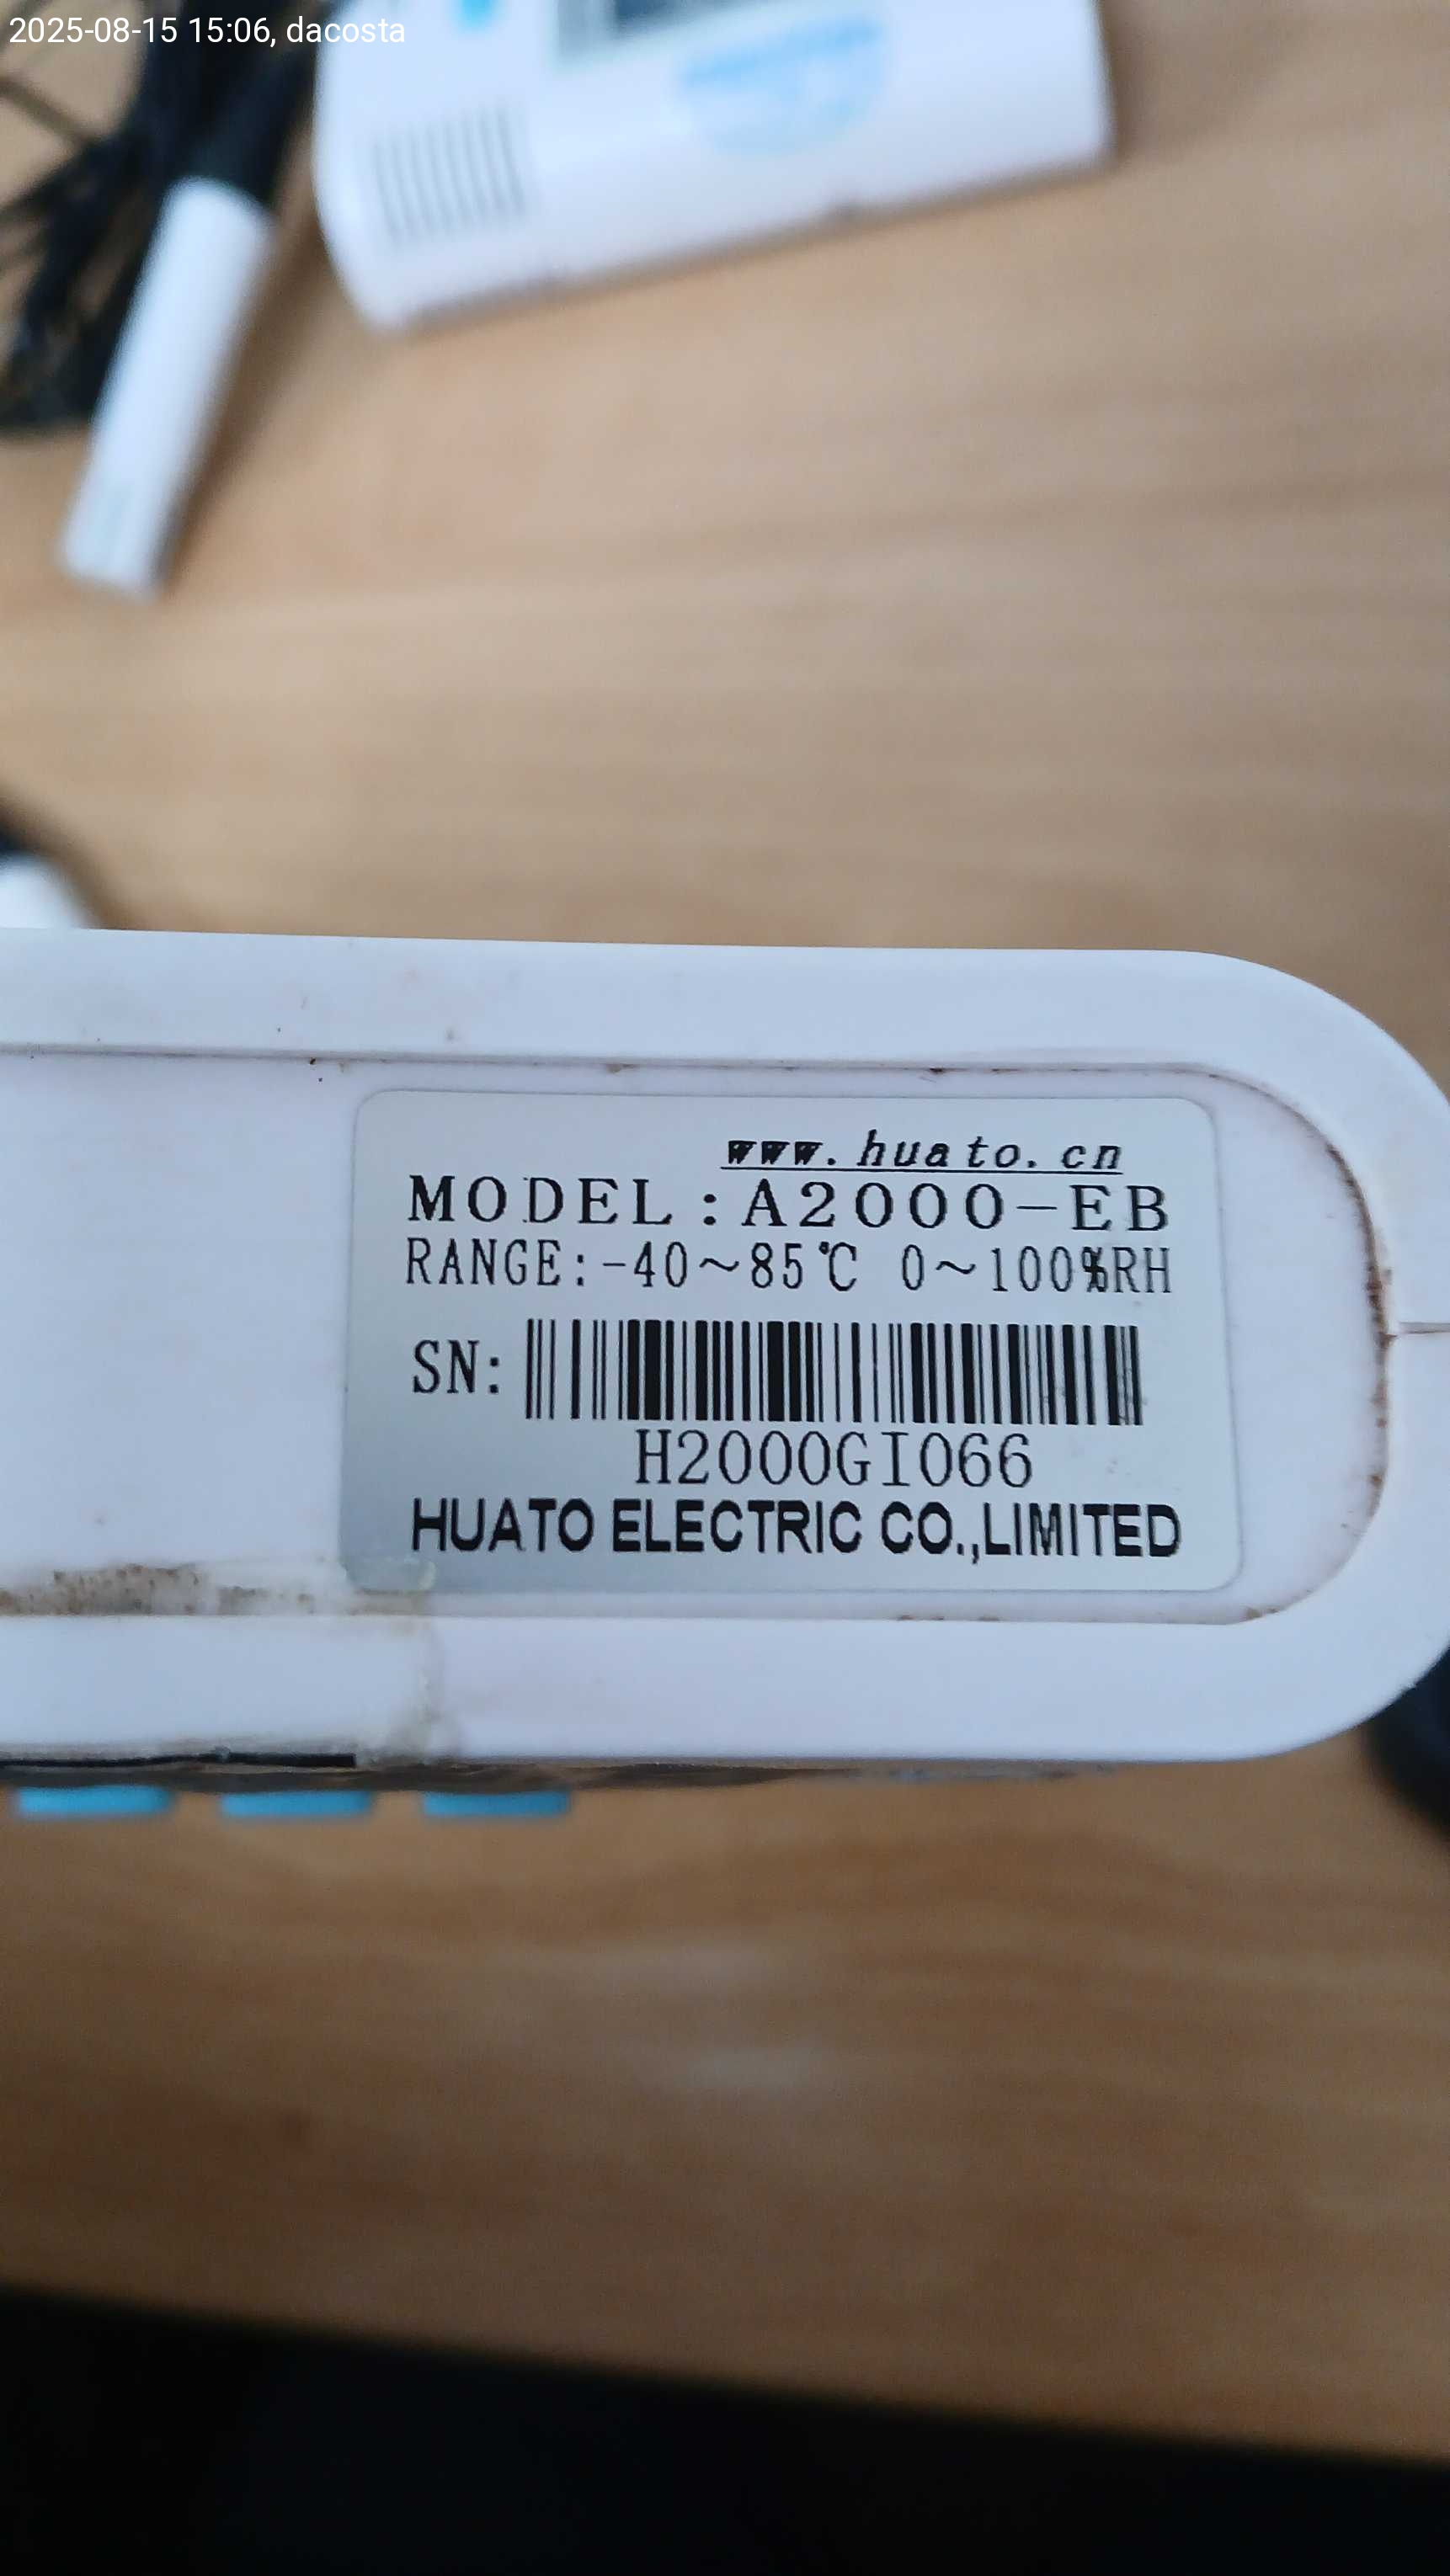 2025-08-15 15:06, dacosta
www.huato.cn
MODEL:A2000-EB
RANGE:-40~85℃ 0~100%RH
SN:
H2000GI066
HUATO ELECTRIC CO.,LIMITED